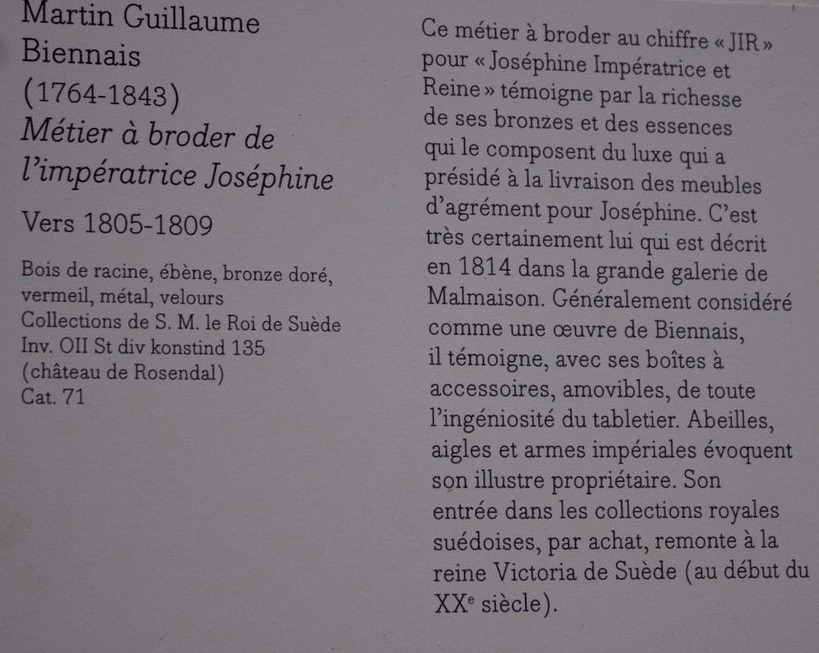 Martin Guillaume
Biennais
(1764-1843)
Métier à broder de
l'impératrice Joséphine
Vers 1805-1809
Bois de racine, ébène, bronze doré,
vermeil, métal, velours
Collections de S. M. le Roi de Suède
Inv. OII St div konstind 135
(château de Rosendal)
Cat. 71
Ce métier à broder au chiffre « JIR »
pour « Joséphine Impératrice et
Reine » témoigne par la richesse
de ses bronzes et des essences
qui le composent du luxe qui a
présidé à la livraison des meubles
d'agrément pour Joséphine. C'est
très certainement lui qui est décrit
en 1814 dans la grande galerie de
Malmaison. Généralement considéré
comme une œuvre de Biennais,
il témoigne, avec ses boîtes à
accessoires, amovibles, de toute
l'ingéniosité du tabletier. Abeilles,
aigles et armes impériales évoquent
son illustre propriétaire. Son
entrée dans les collections royales
suédoises, par achat, remonte à la
reine Victoria de Suède (au début du
XXe siècle).